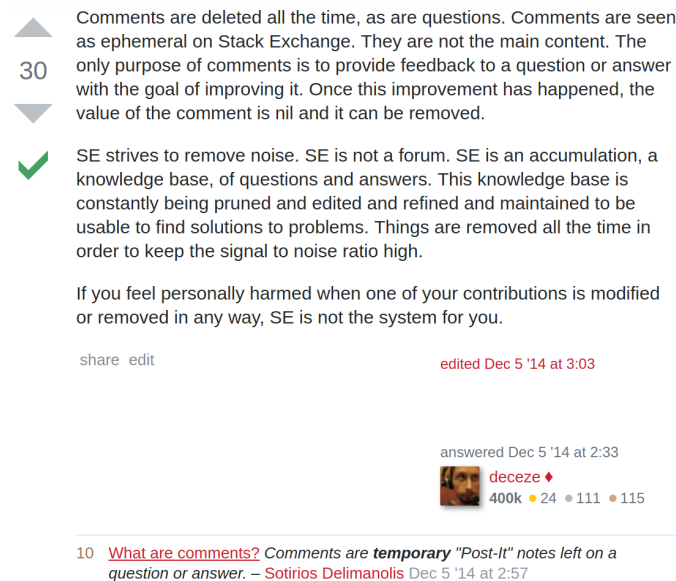 Comments are deleted all the time, as are questions. Comments are seen
as ephemeral on Stack Exchange. They are not the main content. The
30
only purpose of comments is to provide feedback to a question or answer
with the goal of improving it. Once this improvement has happened, the
value of the comment is nil and it can be removed.
SE strives to remove noise. SE is not a forum. SE is an accumulation, a
knowledge base, of questions and answers. This knowledge base is
constantly being pruned and edited and refined and maintained to be
usable to find solutions to problems. Things are removed all the time in
order to keep the signal to noise ratio high.
If you feel personally harmed when one of your contributions is modified
or removed in any way, SE is not the system for you.
share edit
edited Dec 5 '14 at 3:03
answered Dec 5 '14 at 2:33
deceze ♦
400k ● 24 ● 111 ● 115
10 What are comments? Comments are temporary "Post-It" notes left on a
question or answer. – Sotirios Delimanolis Dec 5 '14 at 2:57